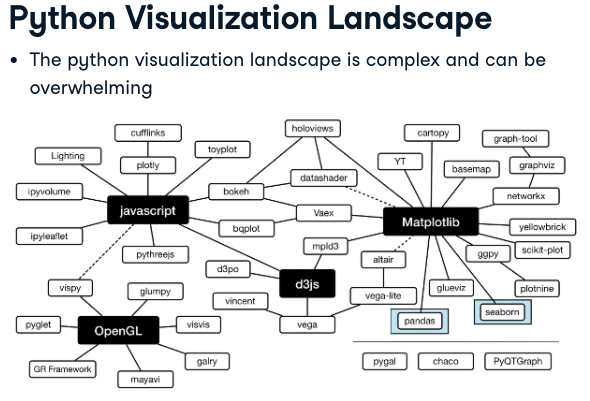 Python Visualization Landscape
• The python visualization landscape is complex and can be
overwhelming
cufflinks
holoviews
cartopy
graph-tool
Lighting
plotly
toyplot
YT
basemap
graphviz
ipyvolume
bokeh
datashader
networkx
javascript
Vaex
Matplotlib
yellowbrick
ipyleaflet
bqplot
mpld3
scikit-plot
pythreejs
d3po
altair
ggpy
vispy
glumpy
d3js
vega-lite
glueviz
plotnine
vincent
seaborn
pyglet
OpenGL
visvis
vega
pandas
GR Framework
galry
mayavi
pygal
chaco
PyQTGraph